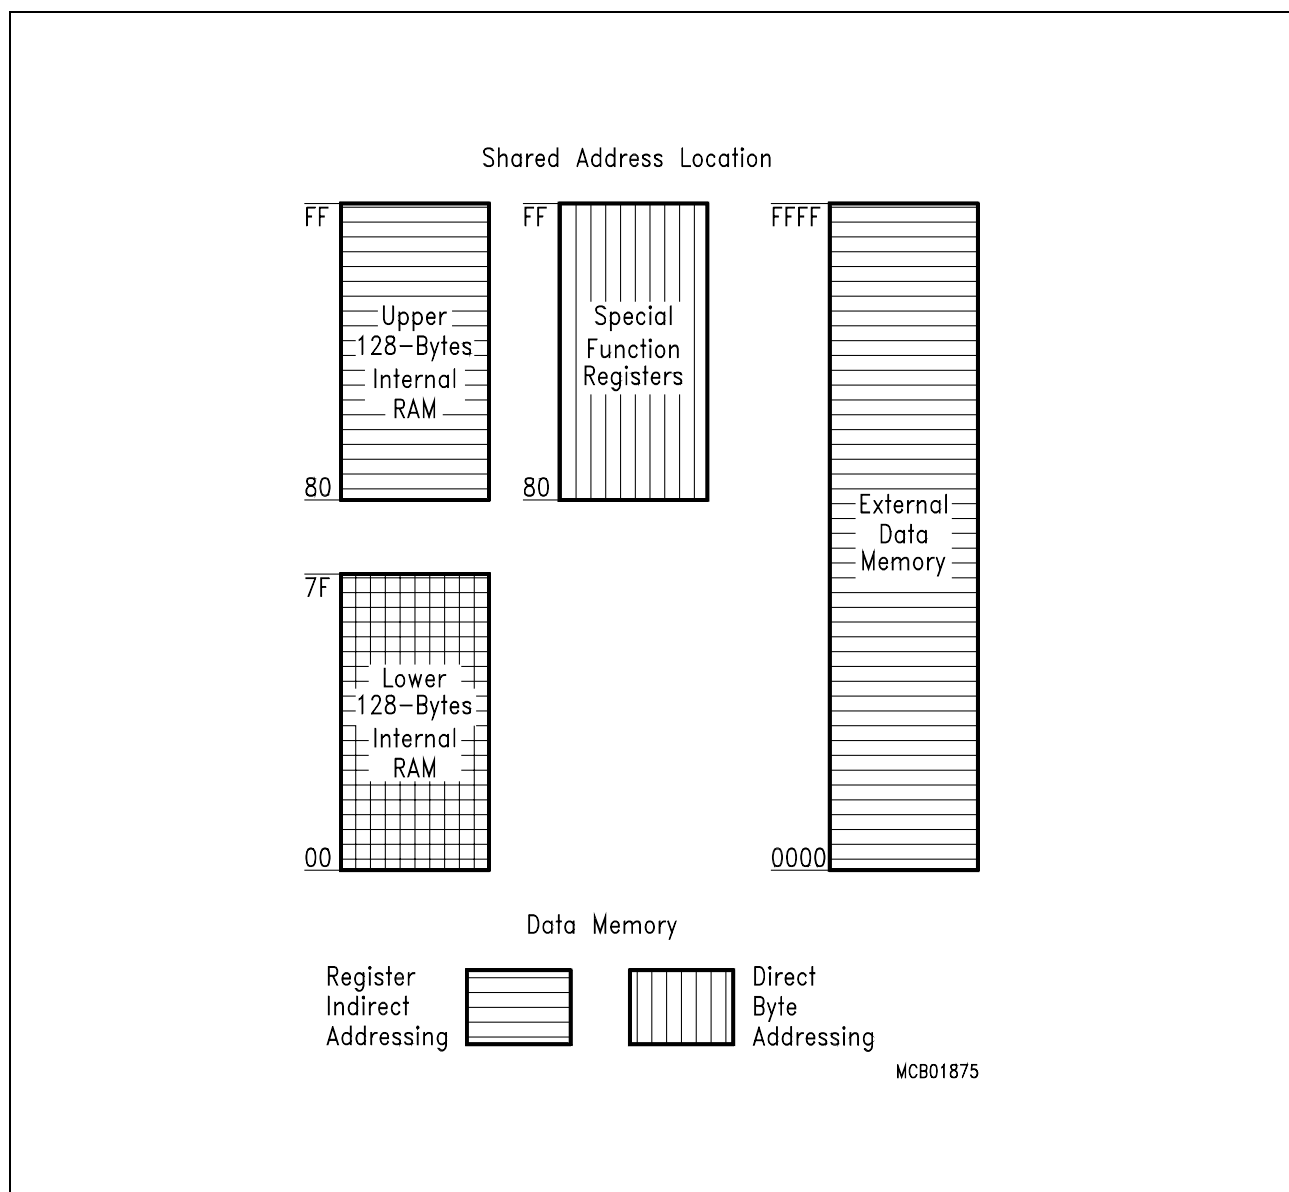 Shared Address Location
FF
FF
FFFF
Upper
128-Bytes
Internal
RAM
Special
Function
Registers
80
80
External
Data
Memory
7F
Lower
128-Bytes
Internal
RAM
00
0000
Data Memory
Register
Indirect
Addressing
Direct
Byte
Addressing
MCB01875